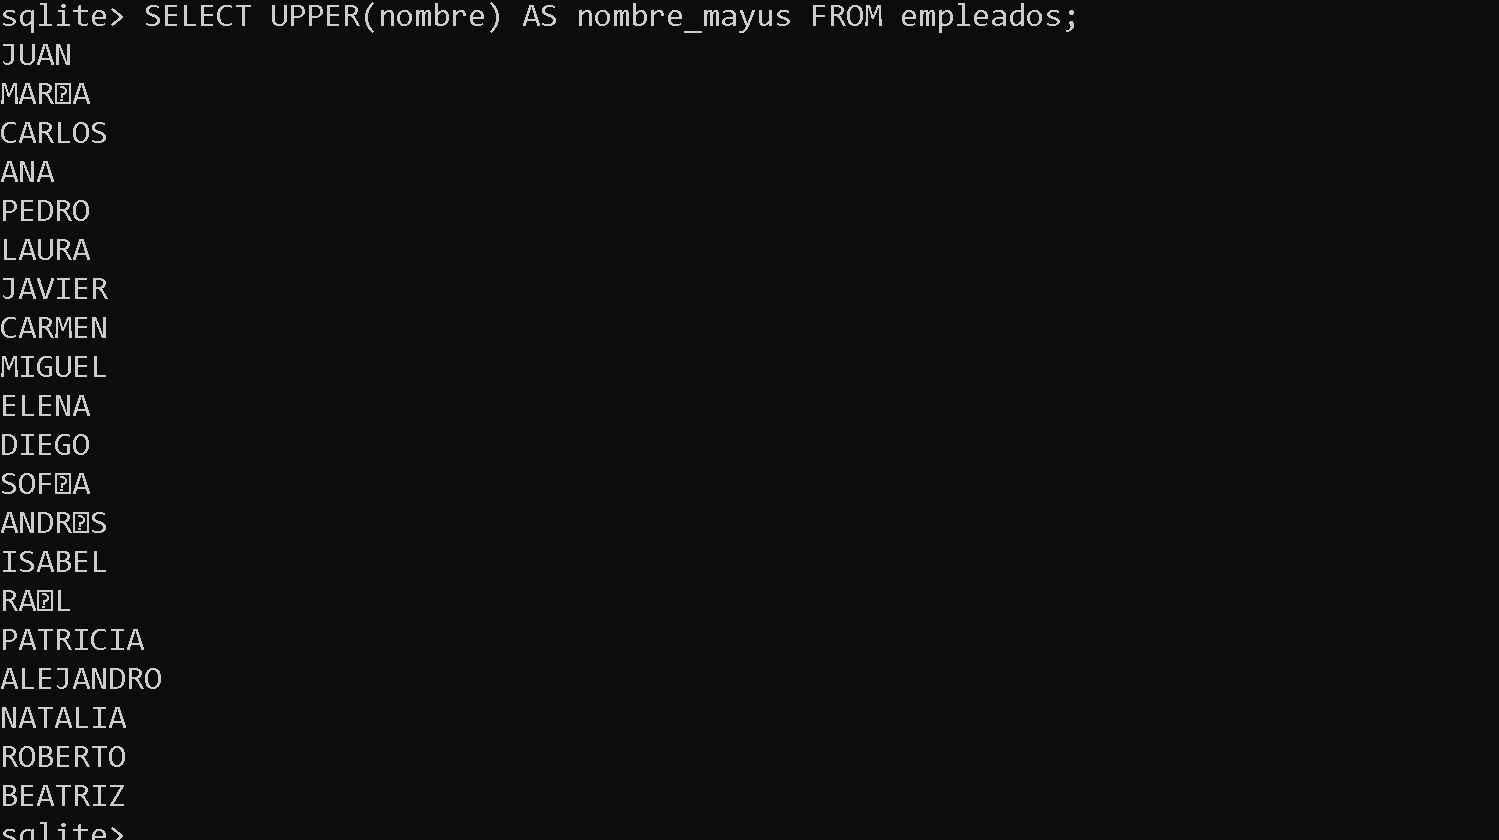 sqlite> SELECT UPPER(nombre) AS nombre_mayus FROM empleados;
JUAN
MAR�A
CARLOS
ANA
PEDRO
LAURA
JAVIER
CARMEN
MIGUEL
ELENA
DIEGO
SOF�A
ANDR�S
ISABEL
RA�L
PATRICIA
ALEJANDRO
NATALIA
ROBERTO
BEATRIZ
sqlite>